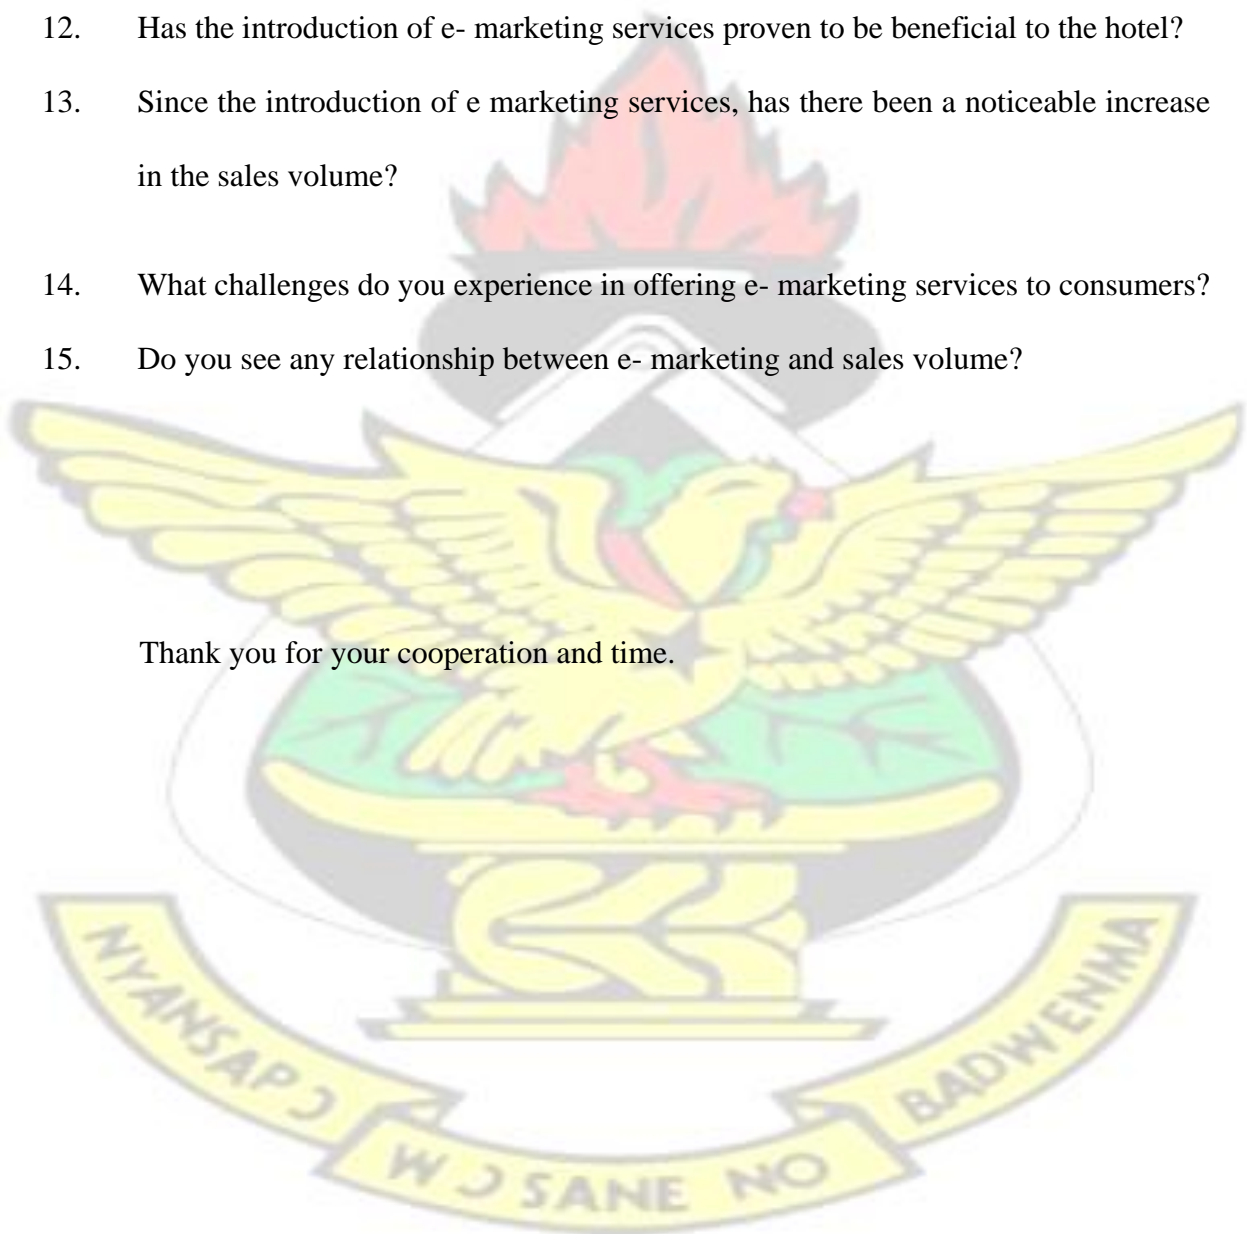 12. Has the introduction of e- marketing services proven to be beneficial to the hotel?
13. Since the introduction of e marketing services, has there been a noticeable increase
in the sales volume?
14. What challenges do you experience in offering e- marketing services to consumers?
15. Do you see any relationship between e- marketing and sales volume?
Thank you for your cooperation and time.
NYANSAPƆ
WƆSANE NO
BADWENMA